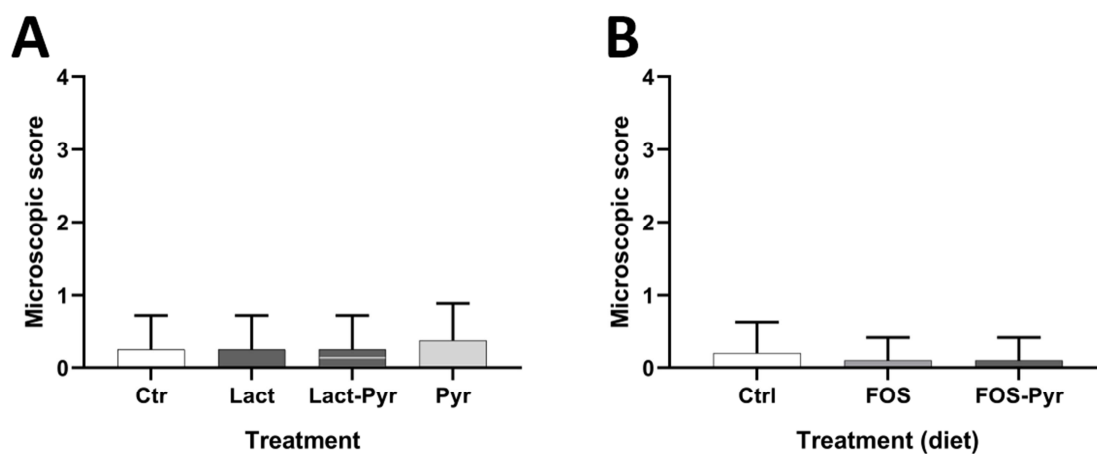 A
Microscopic score
4
3
2
1
0
Ctr Lact Lact-Pyr Pyr
Treatment
B
Microscopic score
4
3
2
1
0
Ctrl FOS FOS-Pyr
Treatment (diet)